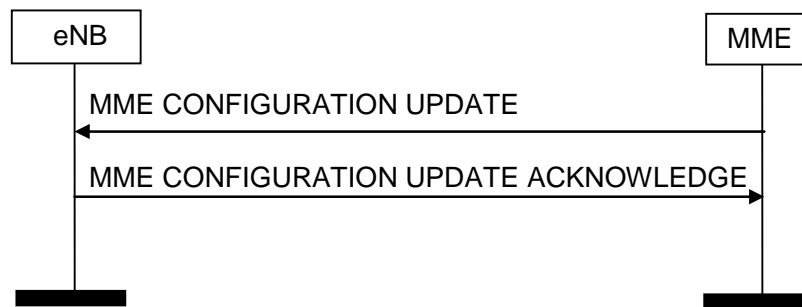 eNB
MME
MME CONFIGURATION UPDATE
MME CONFIGURATION UPDATE ACKNOWLEDGE